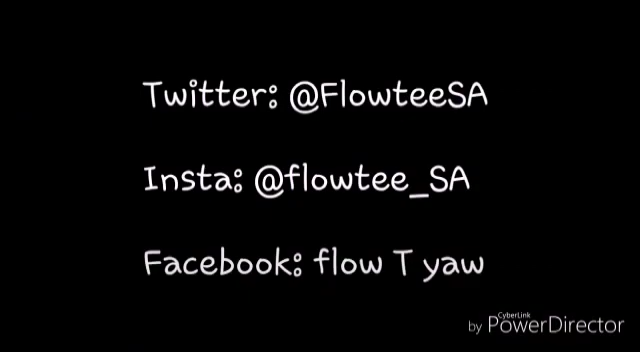 Twitter: @FlowteeSA
Insta: @flowtee_SA
Facebook: flow T yaw
CyberLink
by PowerDirector